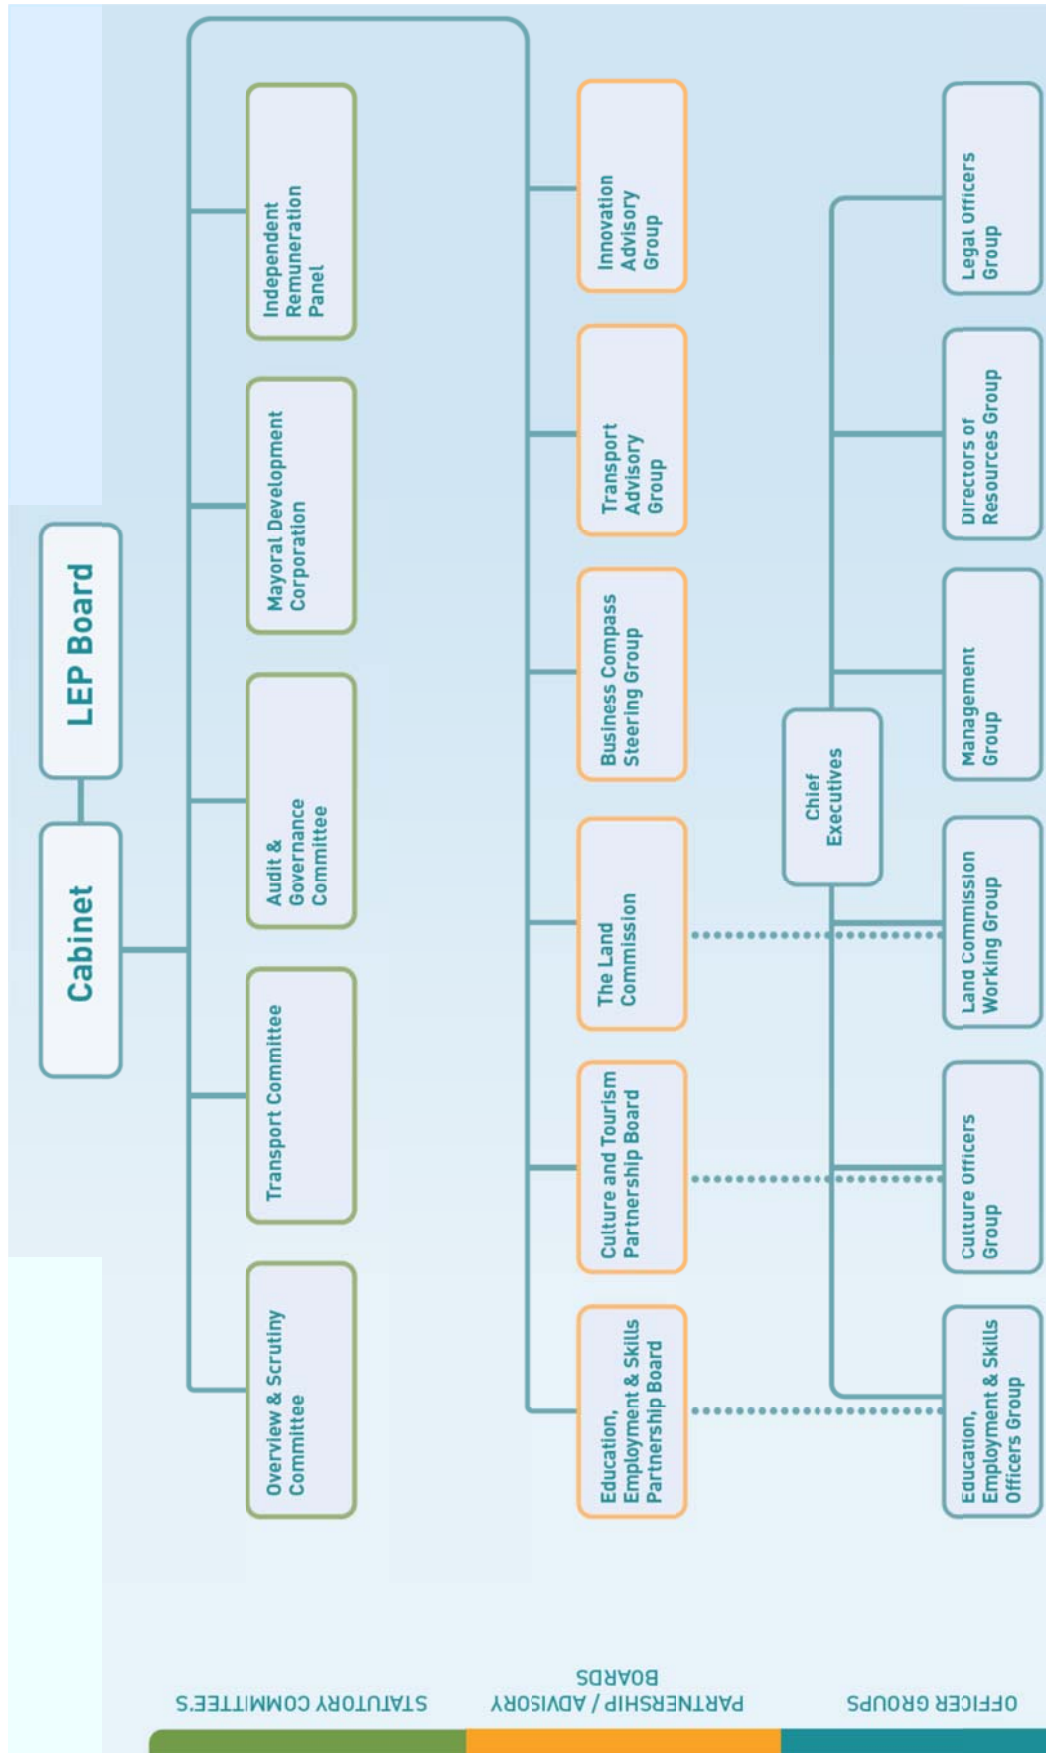 Cabinet
LEP Board
STATUTORY COMMITTEE'S
Overview & Scrutiny
Committee
Transport Committee
Audit &
Governance
Committee
Mayoral Development
Corporation
Independent
Remuneration
Panel
PARTNERSHIP / ADVISORY
BOARDS
Education,
Employment & Skills
Partnership Board
Culture and Tourism
Partnership Board
The Land
Commission
Business Compass
Steering Group
Transport
Advisory
Group
Innovation
Advisory
Group
Chief
Executives
OFFICER GROUPS
Education,
Employment & Skills
Officers Group
Culture Officers
Group
Land Commission
Working Group
Management
Group
Directors of
Resources Group
Legal Officers
Group